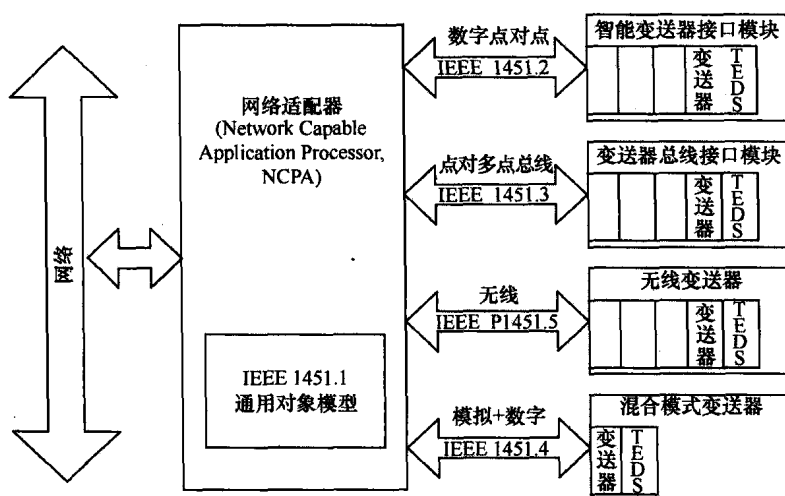 网络
网络适配器
(Network Capable
Application Processor,
NCPA)
IEEE 1451.1
通用对象模型
数字点对点
IEEE 1451.2
智能变送器接口模块
变送器
TEDS
点对多点总线
IEEE 1451.3
变送器总线接口模块
变送器
TEDS
无线
IEEE P1451.5
无线变送器
变送器
TEDS
模拟+数字
IEEE 1451.4
混合模式变送器
变送器
TEDS